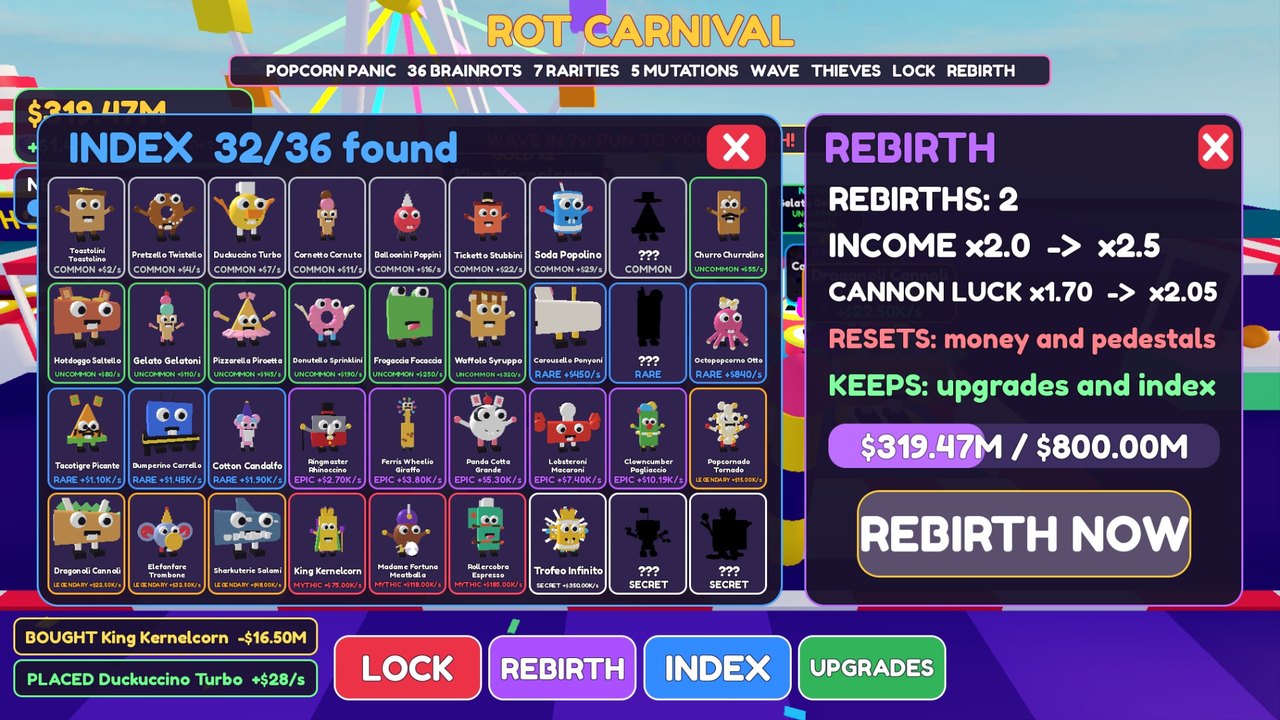 ROT CARNIVAL
POPCORN PANIC 36 BRAINROTS 7 RARITIES 5 MUTATIONS WAVE THIEVES LOCK REBIRTH
$319.47M
INDEX 32/36 found
X
Toastolini Toastolino
COMMON +$2/s
Pretzello Twistello
COMMON +$4/s
Duckuccino Turbo
COMMON +$7/s
Cornetto Cornuto
COMMON +$11/s
Balloonini Poppini
COMMON +$16/s
Ticketto Stubbini
COMMON +$22/s
Soda Popolino
COMMON +$29/s
???
COMMON
Churro Churrolino
UNCOMMON +$55/s
Hotdoggo Saltello
UNCOMMON +$80/s
Gelato Gelatoni
UNCOMMON +$110/s
Pizzarella Piroetta
UNCOMMON +$145/s
Donutello Sprinklini
UNCOMMON +$190/s
Frogaccia Focaccia
UNCOMMON +$250/s
Waffolo Syruppo
UNCOMMON +$320/s
Carousello Ponyoni
RARE +$450/s
???
RARE
Octopopcorno Otto
RARE +$840/s
Tacotigre Picante
RARE +$1.10K/s
Bumperino Carrello
RARE +$1.45K/s
Cotton Candalfo
RARE +$1.90K/s
Ringmaster Rhinoccino
EPIC +$2.70K/s
Ferris Wheelio Giraffo
EPIC +$3.80K/s
Panda Cotta Grande
EPIC +$5.30K/s
Lobsteroni Macaroni
EPIC +$7.40K/s
Clowncumber Pagliaccio
EPIC +$10.19K/s
Popcornado Tornado
LEGENDARY +$15.00K/s
Dragonoli Cannoli
LEGENDARY +$22.50K/s
Elefanfare Trombone
LEGENDARY +$32.50K/s
Sharkuterie Salami
LEGENDARY +$48.00K/s
King Kernelcorn
MYTHIC +$75.00K/s
Madame Fortuna Meatballa
MYTHIC +$118.00K/s
Rollercobra Espresso
MYTHIC +$185.00K/s
Trofeo Infinito
SECRET +$350.00K/s
???
SECRET
???
SECRET
REBIRTH
X
REBIRTHS: 2
INCOME x2.0 -> x2.5
CANNON LUCK x1.70 -> x2.05
RESETS: money and pedestals
KEEPS: upgrades and index
$319.47M / $800.00M
REBIRTH NOW
BOUGHT King Kernelcorn -$16.50M
PLACED Duckuccino Turbo +$28/s
LOCK
REBIRTH
INDEX
UPGRADES